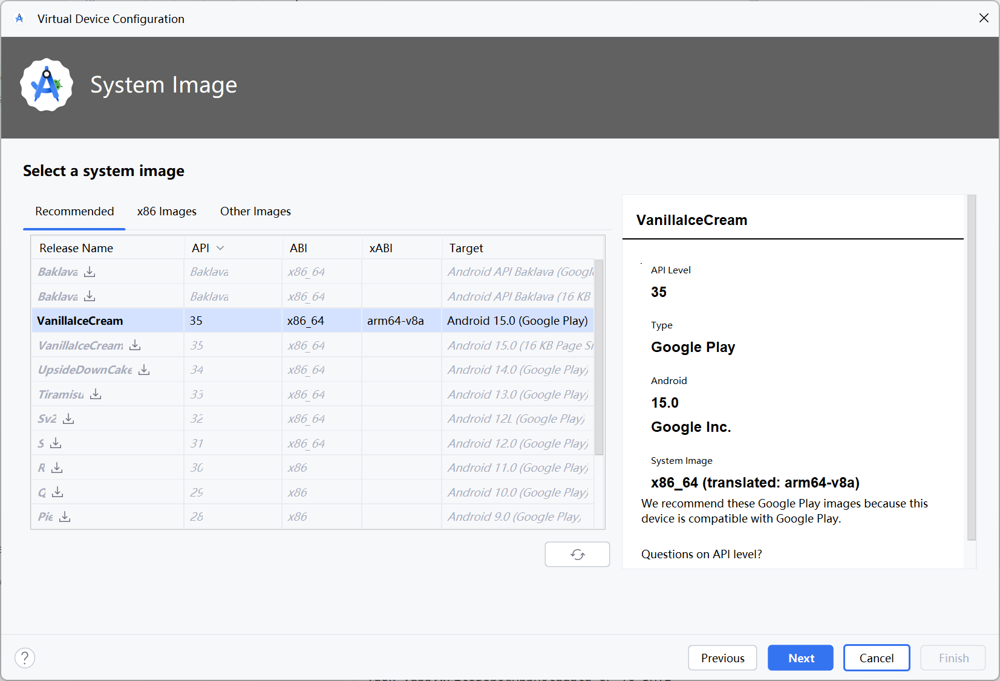 Virtual Device Configuration
System Image
Select a system image
Recommended x86 Images Other Images
Release Name API ABI xABI Target
Baklava Baklava x86_64 Android API Baklava (Google
Baklava Baklava x86_64 Android API Baklava (16 KB
VanillaIceCream 35 x86_64 arm64-v8a Android 15.0 (Google Play)
VanillaIceCream 35 x86_64 Android 15.0 (16 KB Page Si
UpsideDownCake 34 x86_64 Android 14.0 (Google Play)
Tiramisu 33 x86_64 Android 13.0 (Google Play)
Sv2 32 x86_64 Android 12L (Google Play)
S 31 x86_64 Android 12.0 (Google Play)
R 30 x86 Android 11.0 (Google Play)
Q 29 x86 Android 10.0 (Google Play)
Pie 28 x86 Android 9.0 (Google Play)
VanillaIceCream
API Level
35
Type
Google Play
Android
15.0
Google Inc.
System Image
x86_64 (translated: arm64-v8a)
We recommend these Google Play images because this
device is compatible with Google Play.
Questions on API level?
?
Previous Next Cancel Finish